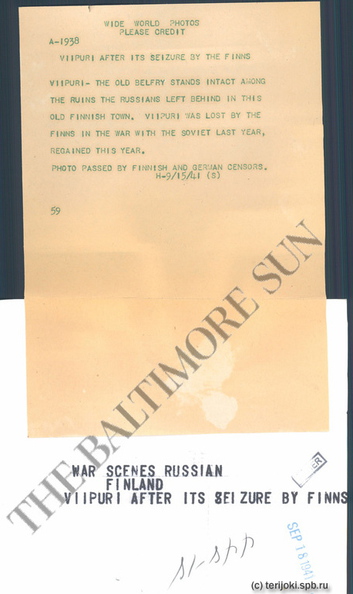 WIDE WORLD PHOTOS
PLEASE CREDIT
A-1938
VIIPURI AFTER ITS SEIZURE BY THE FINNS
VIIPURI- THE OLD BELFRY STANDS INTACT AMONG
THE RUINS THE RUSSIANS LEFT BEHIND IN THIS
OLD FINNISH TOWN. VIIPURI WAS LOST BY THE
FINNS IN THE WAR WITH THE SOVIET LAST YEAR,
REGAINED THIS YEAR.
PHOTO PASSED BY FINNISH AND GERMAN CENSORS.
H-9/15/41 (S)
59
THE BALTIMORE SUN
WAR SCENES RUSSIAN
FINLAND
VIIPURI AFTER ITS SEIZURE BY FINNS
SEP 18 1941
(c) terijoki.spb.ru